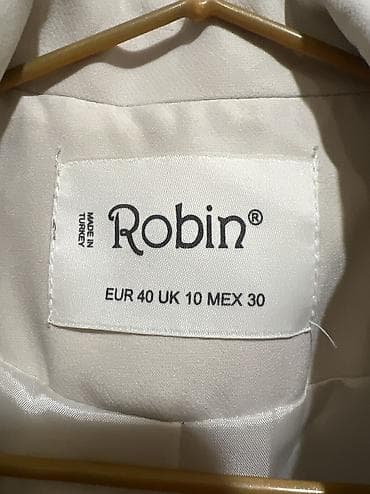 MADE IN
TURKEY
Robin®
EUR 40 UK 10 MEX 30